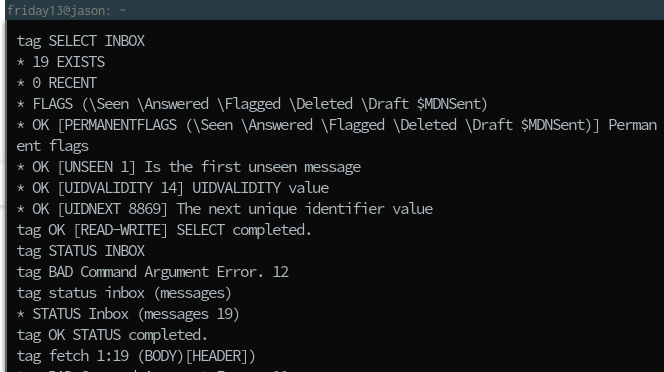 friday13@jason: ~
tag SELECT INBOX
* 19 EXISTS
* 0 RECENT
* FLAGS (\Seen \Answered \Flagged \Deleted \Draft $MDNSent)
* OK [PERMANENTFLAGS (\Seen \Answered \Flagged \Deleted \Draft $MDNSent)] Perman
ent flags
* OK [UNSEEN 1] Is the first unseen message
* OK [UIDVALIDITY 14] UIDVALIDITY value
* OK [UIDNEXT 8869] The next unique identifier value
tag OK [READ-WRITE] SELECT completed.
tag STATUS INBOX
tag BAD Command Argument Error. 12
tag status inbox (messages)
* STATUS Inbox (messages 19)
tag OK STATUS completed.
tag fetch 1:19 (BODY)[HEADER])